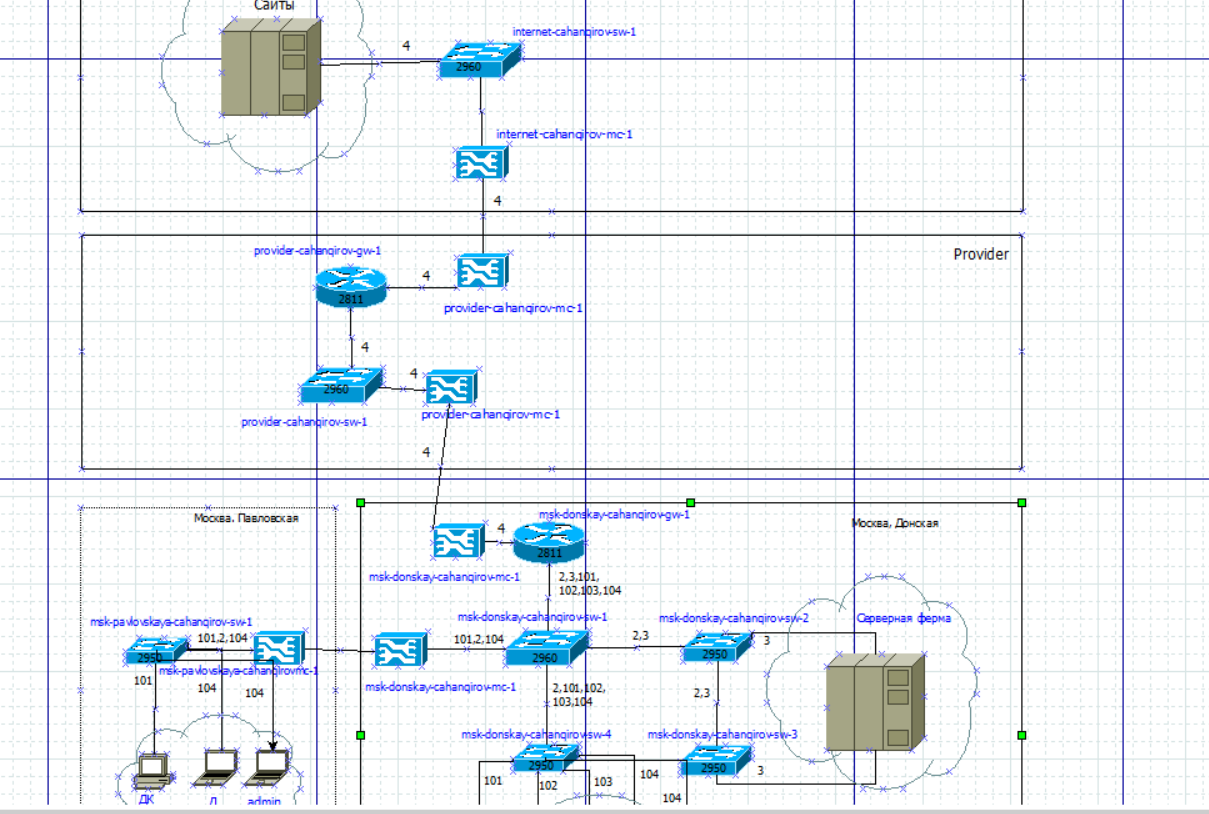 Сайты
internet-cahanqirov-sw-1
4
2960
internet-cahanqirov-mc-1
4
Provider
provider-cahanqirov-gw-1
4
2811
provider-cahanqirov-mc-1
4
4
2960
provider-cahanqirov-mc-1
provider-cahanqirov-sw-1
4
Москва. Павловская
msk-donskay-cahanqirov-gw-1
Москва, Донская
4
2811
msk-donskay-cahanqirov-mc-1
2,3,101,
102,103,104
msk-pavlovskaya-cahanqirov-sw-1
msk-donskay-cahanqirov-sw-1
msk-donskay-cahanqirov-sw-2
Серверная ферма
101,2,104
101,2,104
2,3
3
2950
2960
2950
msk-pavlovskaya-cahanqirovmc-1
101
104
104
msk-donskay-cahanqirov-mc-1
2,101,102,
103,104
2,3
msk-donskay-cahanqirov-sw-4
msk-donskay-cahanqirov-sw-3
2950
2950
3
101
102
103
104
104
ДК
Л
admin